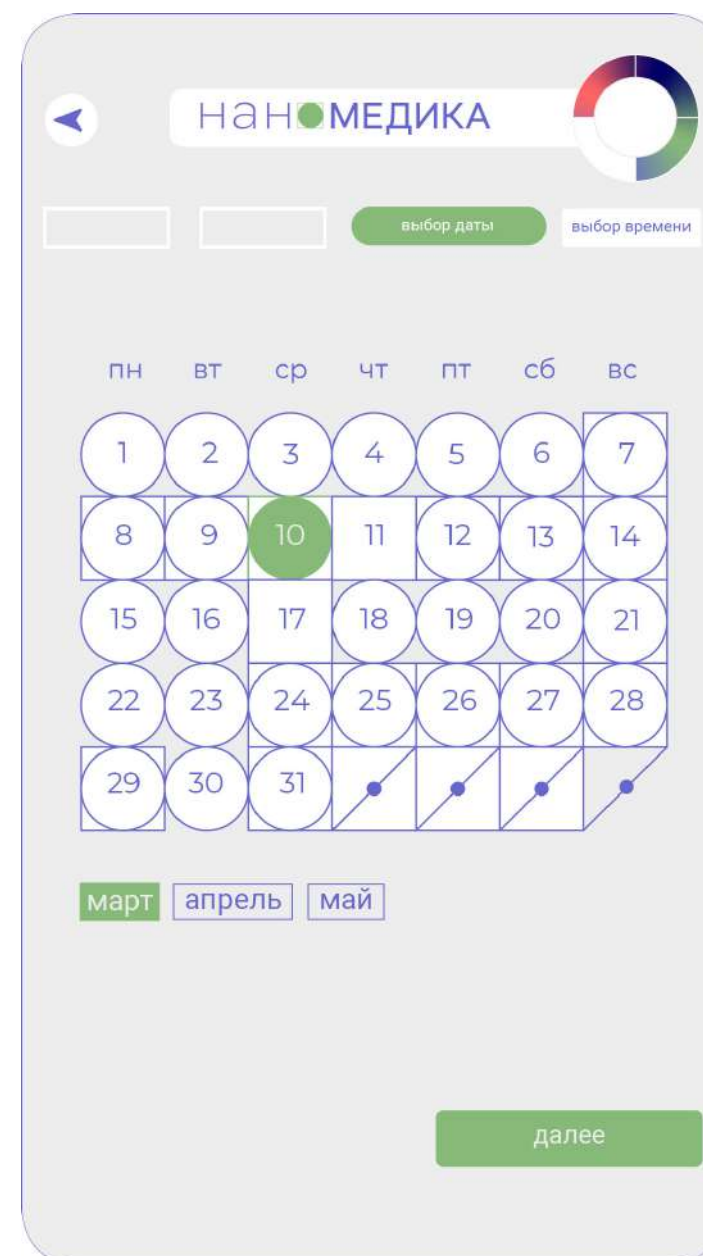 нан МЕДИКА
выбор даты выбор времени
пн вт ср чт пт сб вс
1 2 3 4 5 6 7
8 9 10 11 12 13 14
15 16 17 18 19 20 21
22 23 24 25 26 27 28
29 30 31
март апрель май
далее